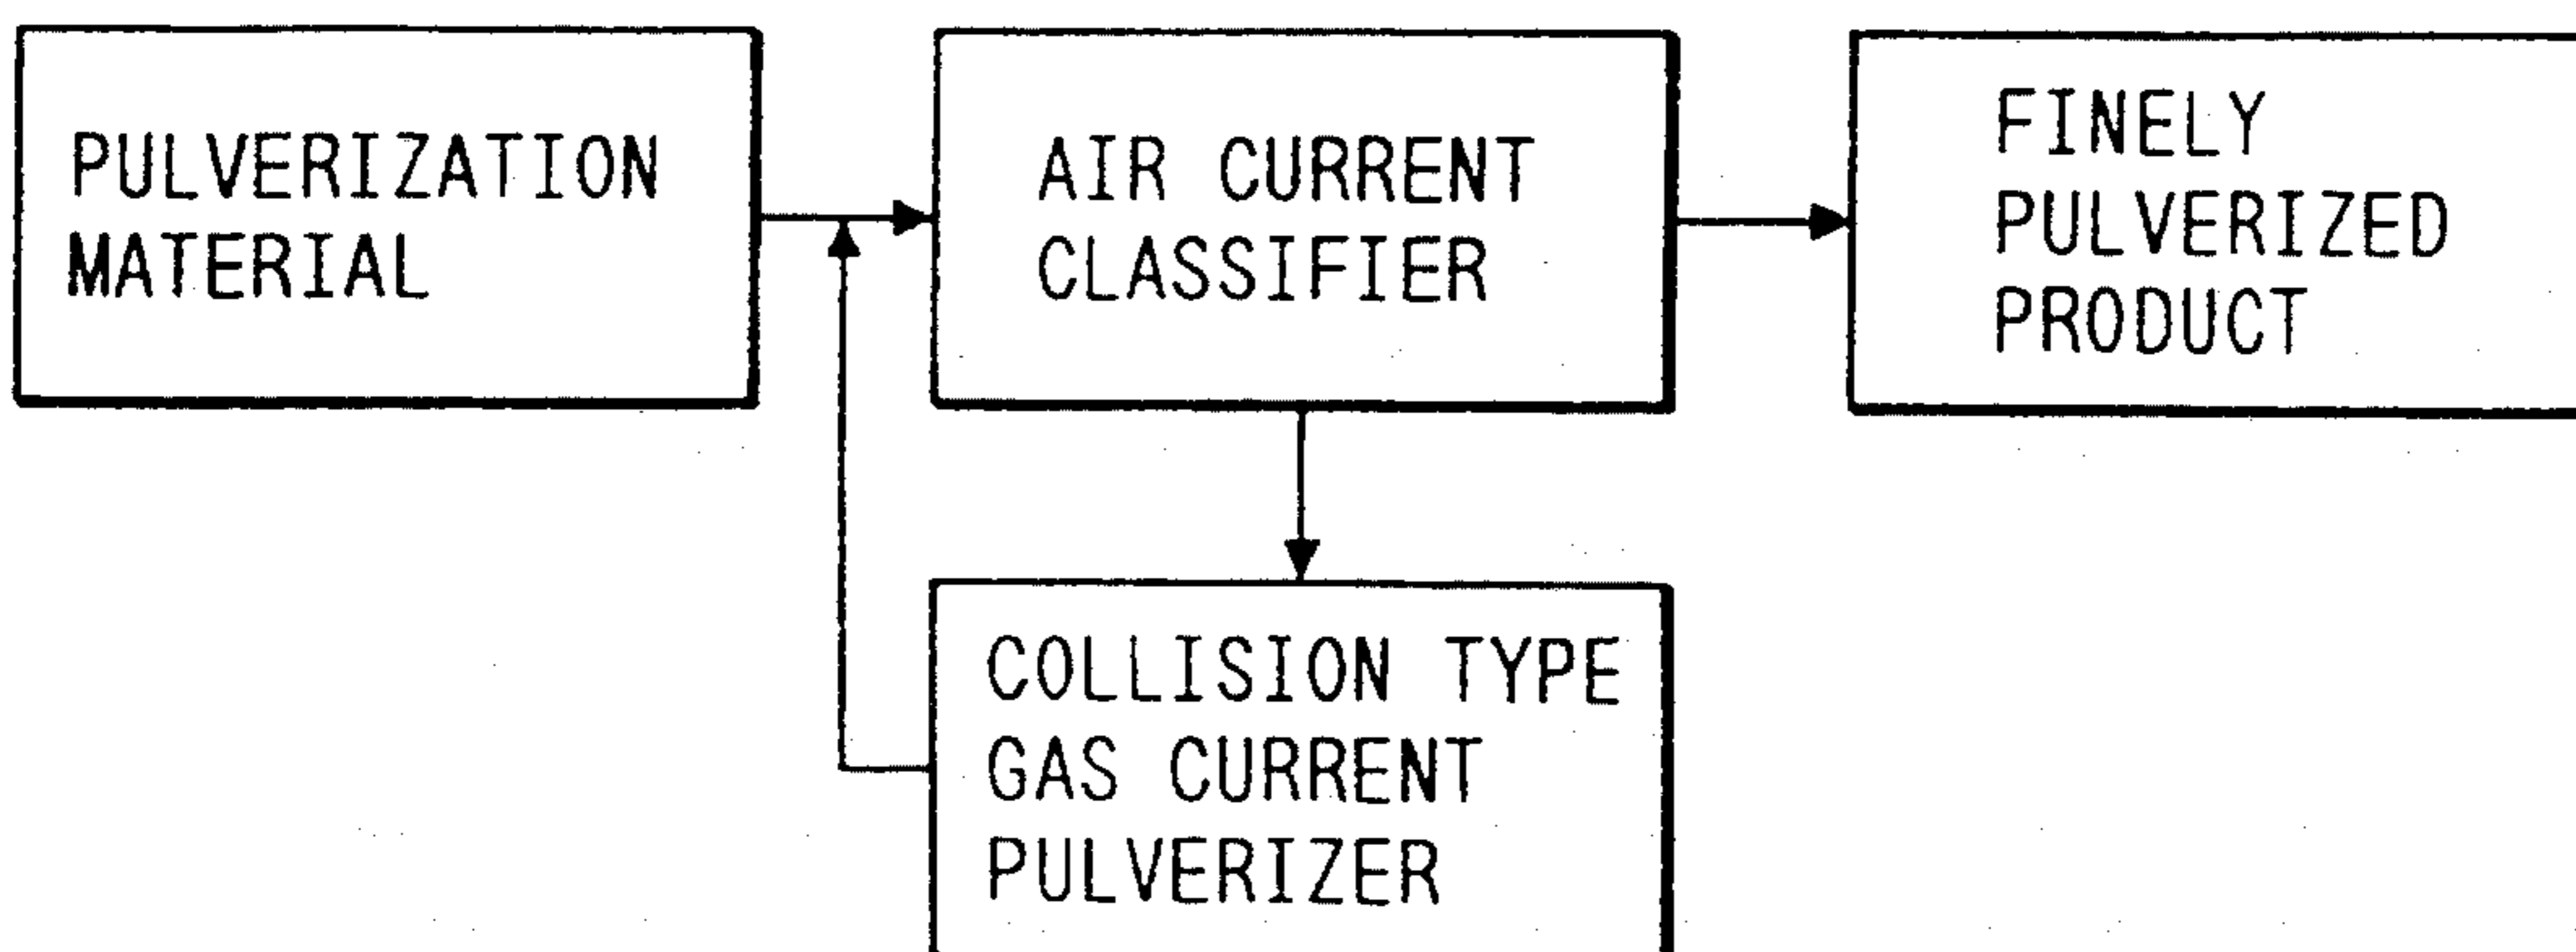 PULVERIZATION
MATERIAL
AIR CURRENT
CLASSIFIER
FINELY
PULVERIZED
PRODUCT
COLLISION TYPE
GAS CURRENT
PULVERIZER